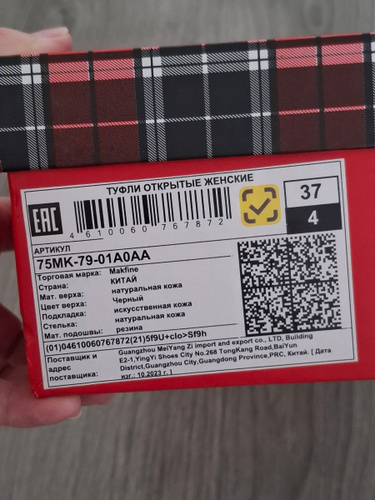 ТУФЛИ ОТКРЫТЫЕ ЖЕНСКИЕ
EAC
4 610060 767872
37
4
АРТИКУЛ
75МК-79-01А0АА
Торговая марка: Makfine
Страна: КИТАЙ
Мат. верха: натуральная кожа
Цвет верха: Черный
Подкладка: искусственная кожа
Стелька: натуральная кожа
Мат. подошвы: резина
(01)04610060767872(21)5f9U+clo>Sf9h
Поставщик и адрес поставщика:
Guangzhou MeiYang Zi import and export co., LTD, Buiilding
E2-1,YingYi Shoes City No.268 TongKang Road,BaiYun
District,Guangzhou City,Guangdong Province,PRC, Китай. [ Дата
изг.: 10.2023 г. ]